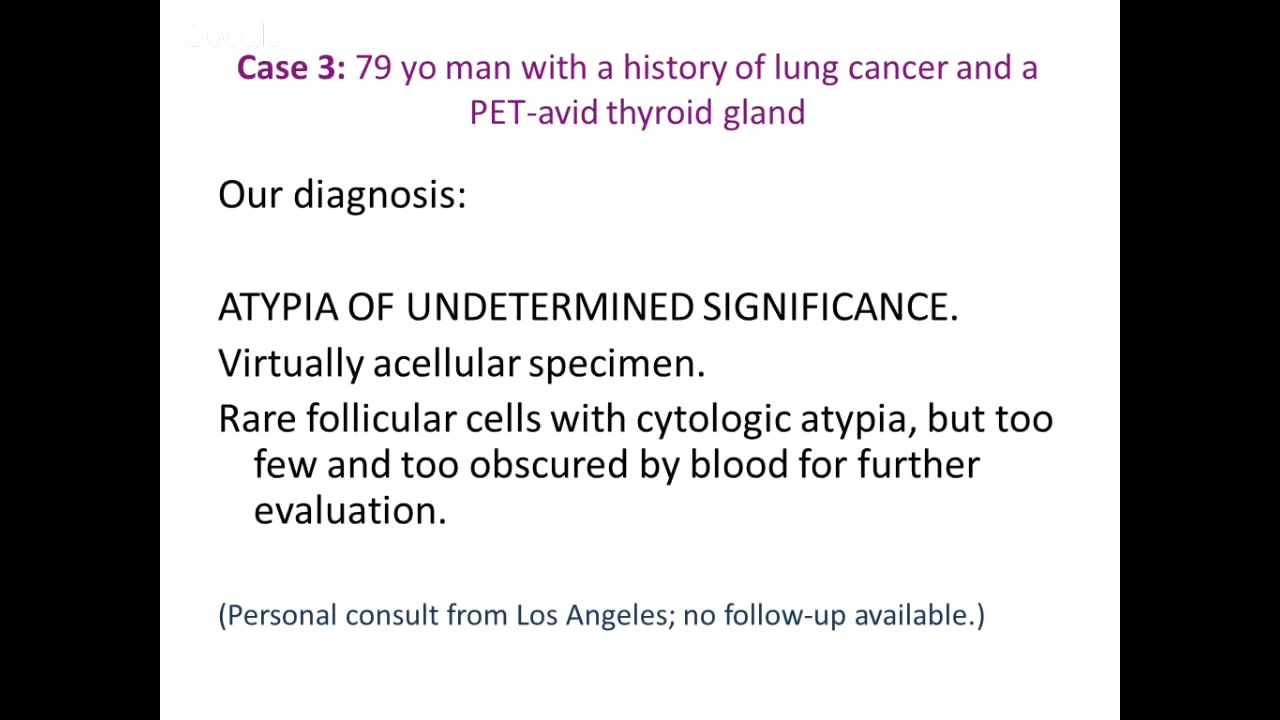 Google
Case 3: 79 yo man with a history of lung cancer and a
PET-avid thyroid gland
Our diagnosis:
ATYPIA OF UNDETERMINED SIGNIFICANCE.
Virtually acellular specimen.
Rare follicular cells with cytologic atypia, but too
few and too obscured by blood for further
evaluation.
(Personal consult from Los Angeles; no follow-up available.)